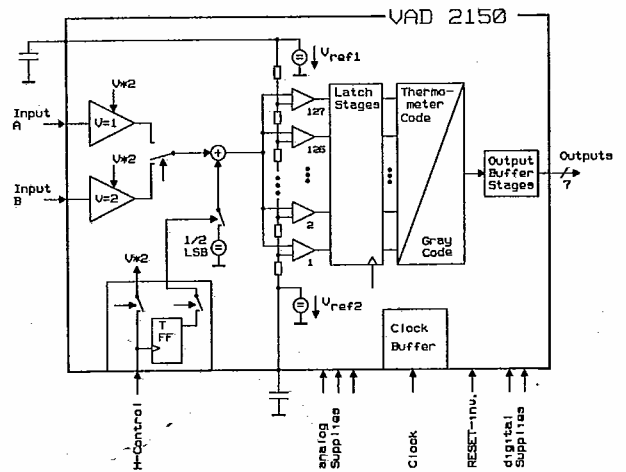 VAD 2150
Vref1
V*2
Input
A
V=1
127
126
Latch
Stages
Thermo-
meter
Code
V*2
Input
B
V=2
Output
Buffer
Stages
Outputs
7
2
1
Gray
Code
1/2
LSB
V*2
Vref2
T
FF
Clock
Buffer
H-Control
analog
Supplies
Clock
RESET-inv.
digital
Supplies